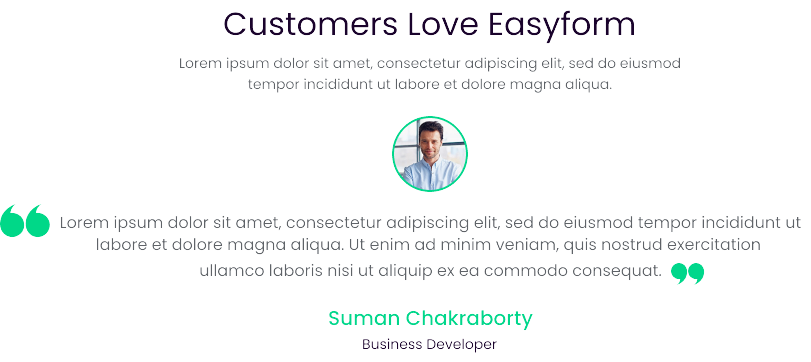 Customers Love Easyform
Lorem ipsum dolor sit amet, consectetur adipiscing elit, sed do eiusmod
tempor incididunt ut labore et dolore magna aliqua.
“ Lorem ipsum dolor sit amet, consectetur adipiscing elit, sed do eiusmod tempor incididunt ut
labore et dolore magna aliqua. Ut enim ad minim veniam, quis nostrud exercitation
ullamco laboris nisi ut aliquip ex ea commodo consequat. ”
Suman Chakraborty
Business Developer